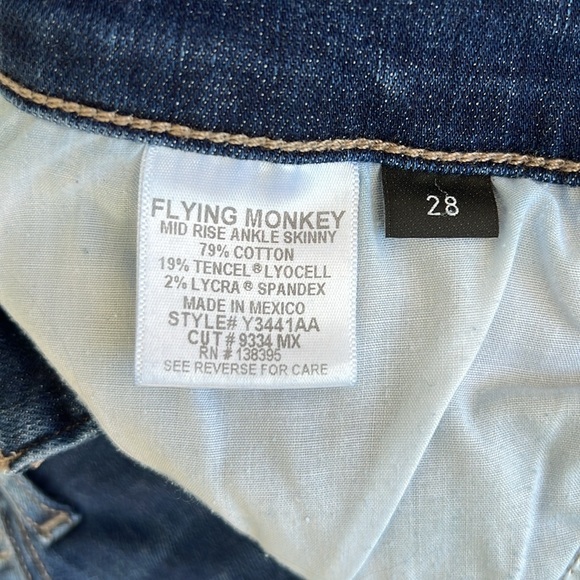 FLYING MONKEY
MID RISE ANKLE SKINNY
79% COTTON
19% TENCEL® LYOCELL
2% LYCRA® SPANDEX
MADE IN MEXICO
STYLE# Y3441AA
CUT # 9334 MX
RN # 138395
SEE REVERSE FOR CARE
28